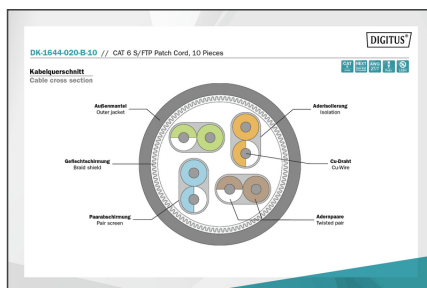 DIGITUS®
DK-1644-020-B-10 // CAT 6 S/FTP Patch Cord, 10 Pieces
Kabelquerschnitt
Cable cross section
Außenmantel
Outer jacket
Aderisolierung
Isolation
Geflechtschirmung
Braid shield
Cu-Draht
Cu-Wire
Paarabschirmung
Pair screen
Adernpaare
Twisted pair